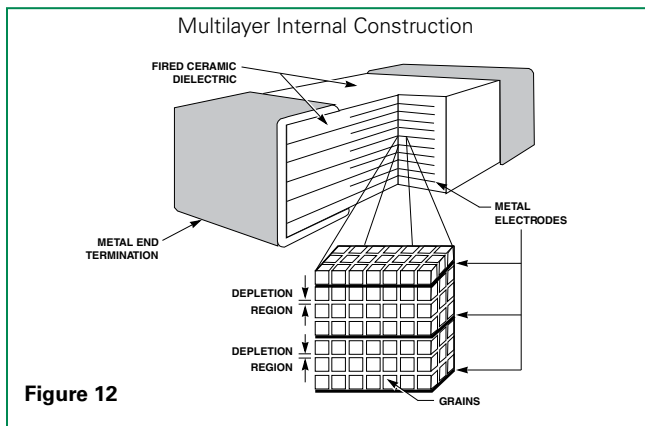 Multilayer Internal Construction
FIRED CERAMIC
DIELECTRIC
METAL
ELECTRODES
METAL END
TERMINATION
DEPLETION
REGION
DEPLETION
REGION
GRAINS
Figure 12